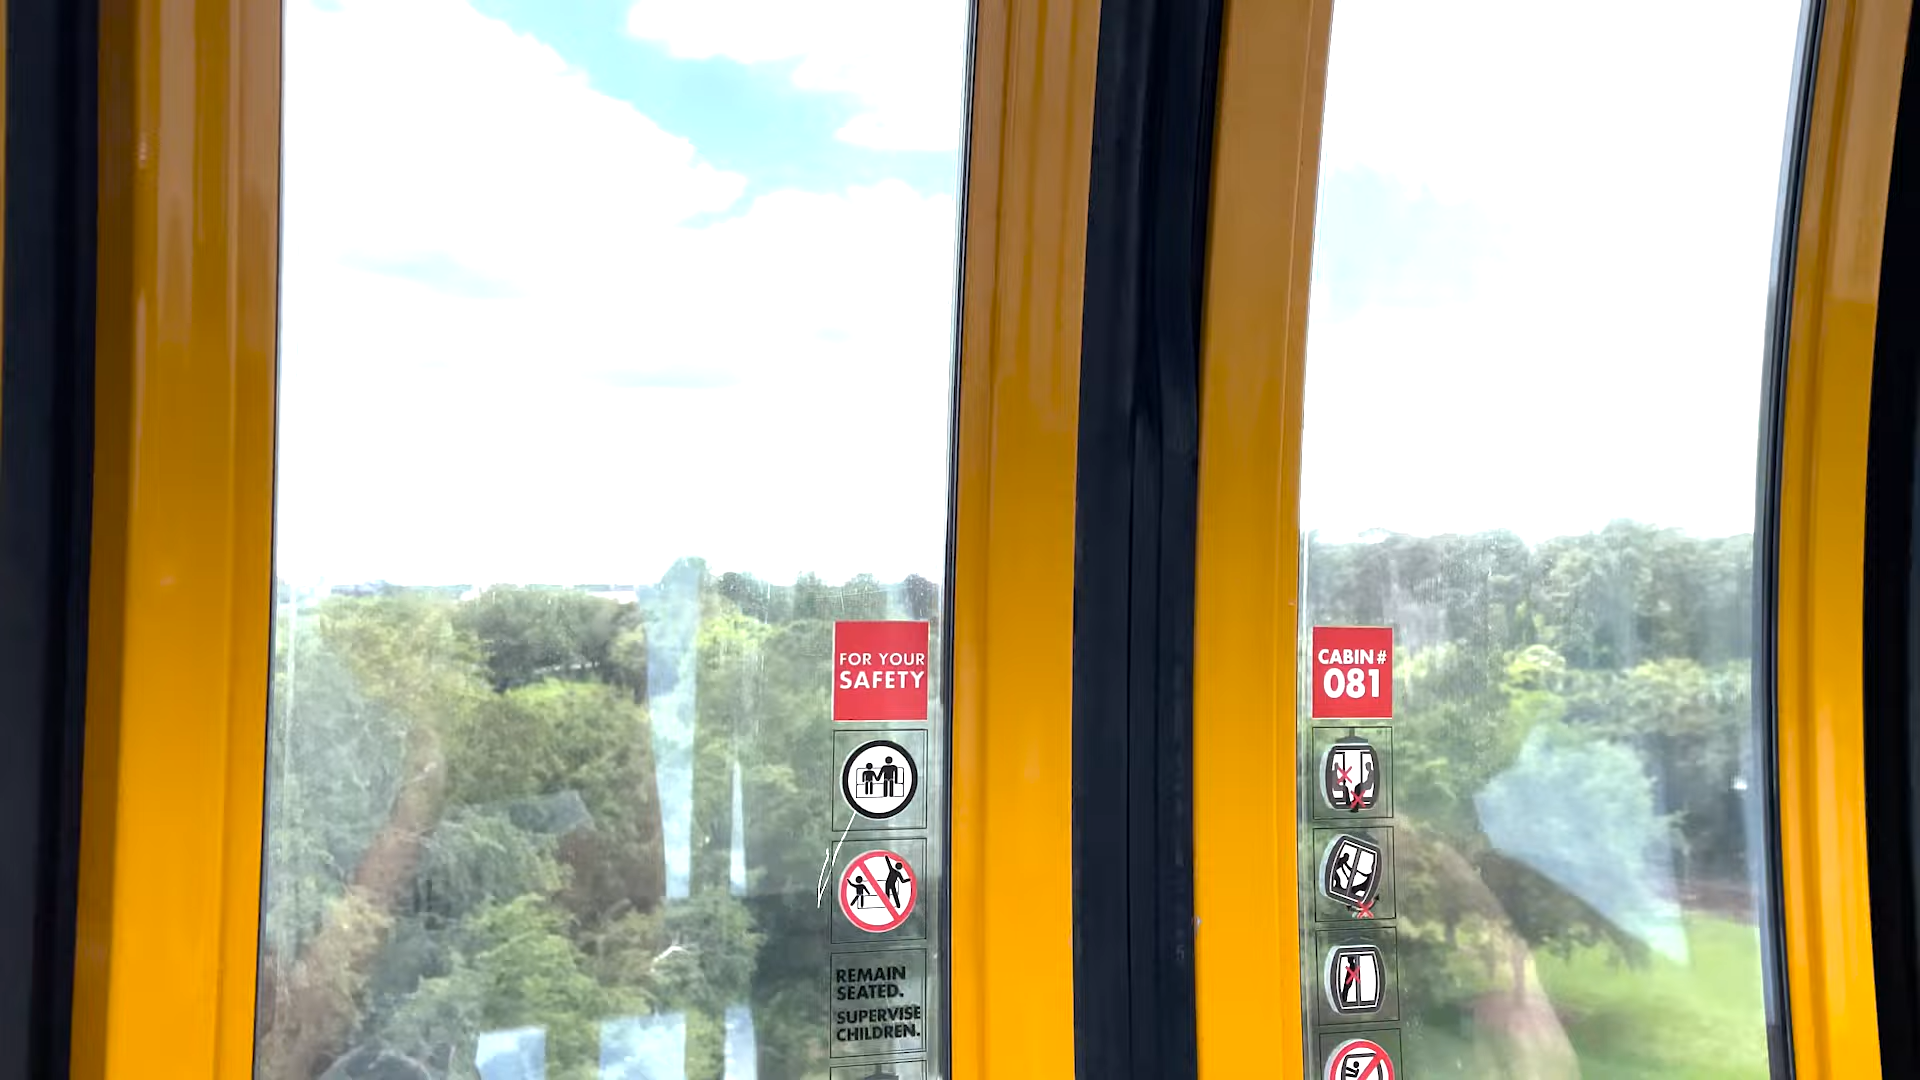 FOR YOUR
SAFETY
REMAIN
SEATED.
SUPERVISE
CHILDREN.
CABIN #
081